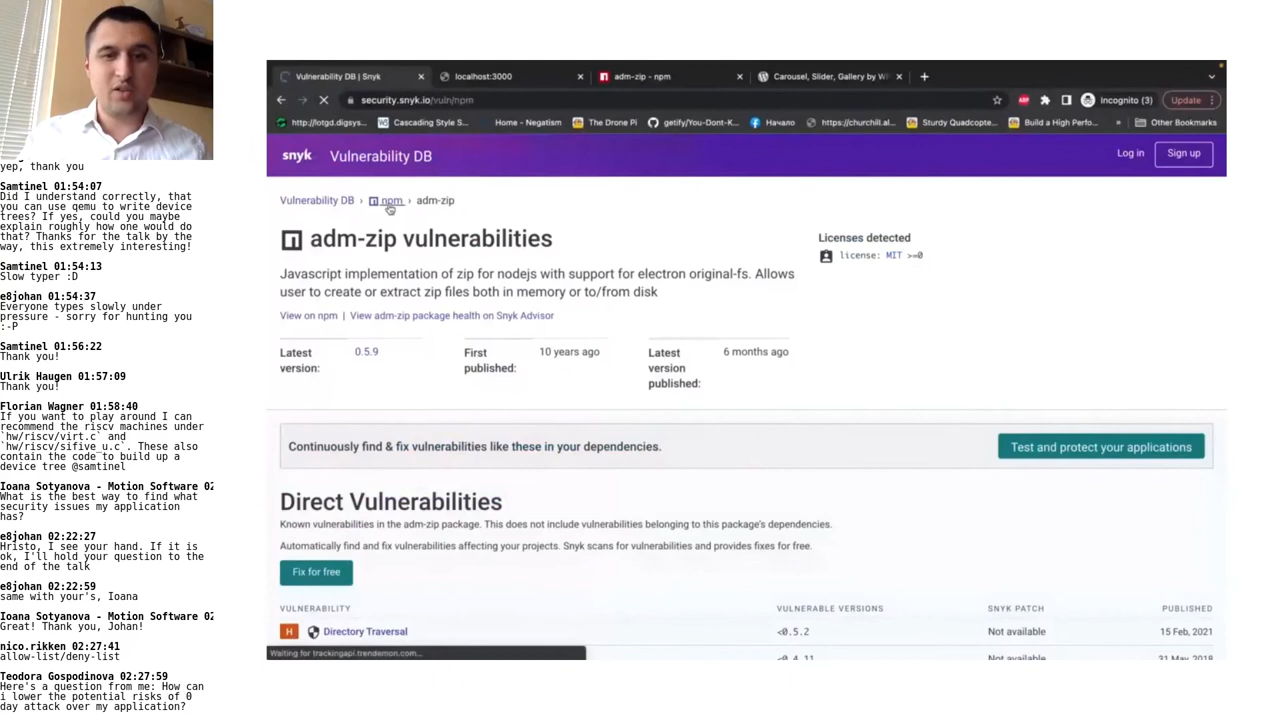 yep, thank you
Samtinel 01:54:07
Did I understand correctly, that
you can use qemu to write device
trees? If yes, could you maybe
explain roughly how one would do
that? Thanks for the talk by the
way, this extremely interesting!
Samtinel 01:54:13
Slow typer :D
e8johan 01:54:37
Everyone types slowly under
pressure - sorry for hunting you
:-P
Samtinel 01:56:22
Thank you!
Ulrik Haugen 01:57:09
Thank you!
Florian Wagner 01:58:40
If you want to play around I can
recommend the riscv machines under
`hw/riscv/virt.c` and
`hw/riscv/sifive_u.c`. These also
contain the code to build up a
device tree @samtinel
Ioana Sotyanova - Motion Software 02
What is the best way to find what
security issues my application
has?
e8johan 02:22:27
Hristo, I see your hand. If it is
ok, I'll hold your question to the
end of the talk
e8johan 02:22:59
same with your's, Ioana
Ioana Sotyanova - Motion Software 02
Great! Thank you, Johan!
nico.rikken 02:27:41
allow-list/deny-list
Teodora Gospodinova 02:27:59
Here's a question from me: How can
i lower the potential risks of 0
day attack over my application?
Vulnerability DB | Snyk
localhost:3000
adm-zip - npm
Carousel, Slider, Gallery by W
security.snyk.io/vuln/npm
ABP
Incognito (3)
Update
http://lotgd.digsys...
Cascading Style S...
Home - Negatism
The Drone Pi
getify/You-Dont-K...
Начало
https://churchill.al...
Sturdy Quadcopte...
Build a High Perfo...
»
Other Bookmarks
snyk
Vulnerability DB
Log in
Sign up
Vulnerability DB › npm › adm-zip
adm-zip vulnerabilities
Javascript implementation of zip for nodejs with support for electron original-fs. Allows
user to create or extract zip files both in memory or to/from disk
View on npm | View adm-zip package health on Snyk Advisor
Licenses detected
license: MIT >=0
Latest version: 0.5.9
First published: 10 years ago
Latest version published: 6 months ago
Continuously find & fix vulnerabilities like these in your dependencies.
Test and protect your applications
Direct Vulnerabilities
Known vulnerabilities in the adm-zip package. This does not include vulnerabilities belonging to this package's dependencies.
Automatically find and fix vulnerabilities affecting your projects. Snyk scans for vulnerabilities and provides fixes for free.
Fix for free
VULNERABILITY VULNERABLE VERSIONS SNYK PATCH PUBLISHED
H Directory Traversal <0.5.2 Not available 15 Feb, 2021
<0.4.11 Not available 31 May, 2018
Waiting for trackingapi.trendemon.com...